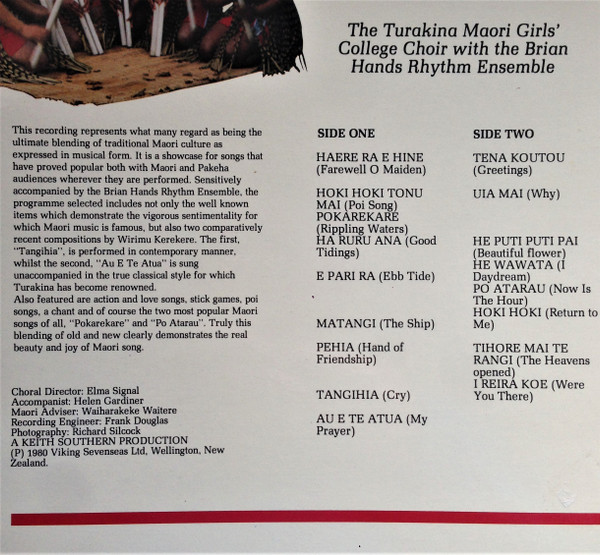 The Turakina Maori Girls'
College Choir with the Brian
Hands Rhythm Ensemble
This recording represents what many regard as being the
ultimate blending of traditional Maori culture as
expressed in musical form. It is a showcase for songs that
have proved popular both with Maori and Pakeha
audiences wherever they are performed. Sensitively
accompanied by the Brian Hands Rhythm Ensemble, the
programme selected includes not only the well known
items which demonstrate the vigorous sentimentality for
which Maori music is famous, but also two comparatively
recent compositions by Wirimu Kerekere. The first,
"Tangihia", is performed in contemporary manner,
whilst the second, "Au E Te Atua" is sung
unaccompanied in the true classical style for which
Turakina has become renowned.
Also featured are action and love songs, stick games, poi
songs, a chant and of course the two most popular Maori
songs of all, "Pokarekare" and "Po Atarau". Truly this
blending of old and new clearly demonstrates the real
beauty and joy of Maori song.
Choral Director: Elma Signal
Accompanist: Helen Gardiner
Maori Adviser: Waiharakeke Waitere
Recording Engineer: Frank Douglas
Photography: Richard Silcock
A KEITH SOUTHERN PRODUCTION
(P) 1980 Viking Sevenseas Ltd, Wellington, New
Zealand.
SIDE ONE
HAERE RA E HINE
(Farewell O Maiden)
HOKI HOKI TONU
MAI (Poi Song)
POKAREKARE
(Rippling Waters)
HA RURU ANA (Good
Tidings)
E PARI RA (Ebb Tide)
MATANGI (The Ship)
PEHIA (Hand of
Friendship)
TANGIHIA (Cry)
AU E TE ATUA (My
Prayer)
SIDE TWO
TENA KOUTOU
(Greetings)
UIA MAI (Why)
HE PUTI PUTI PAI
(Beautiful flower)
HE WAWATA (I
Daydream)
PO ATARAU (Now Is
The Hour)
HOKI HOKI (Return to
Me)
TIHORE MAI TE
RANGI (The Heavens
opened)
I REIRA KOE (Were
You There)